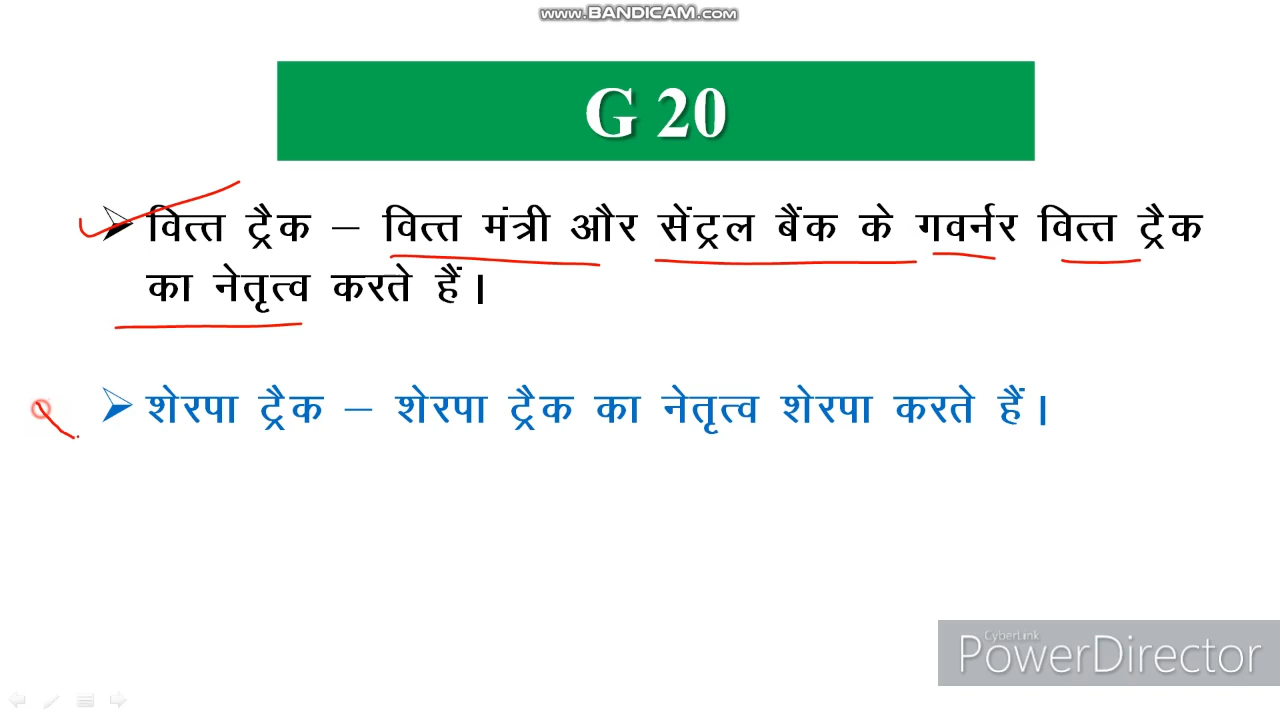 www.BANDICAM.com
G 20
वित्त ट्रैक – वित्त मंत्री और सेंट्रल बैंक के गवर्नर वित्त ट्रैक
का नेतृत्व करते हैं।
शेरपा ट्रैक – शेरपा ट्रैक का नेतृत्व शेरपा करते हैं।
CyberLink
PowerDirector